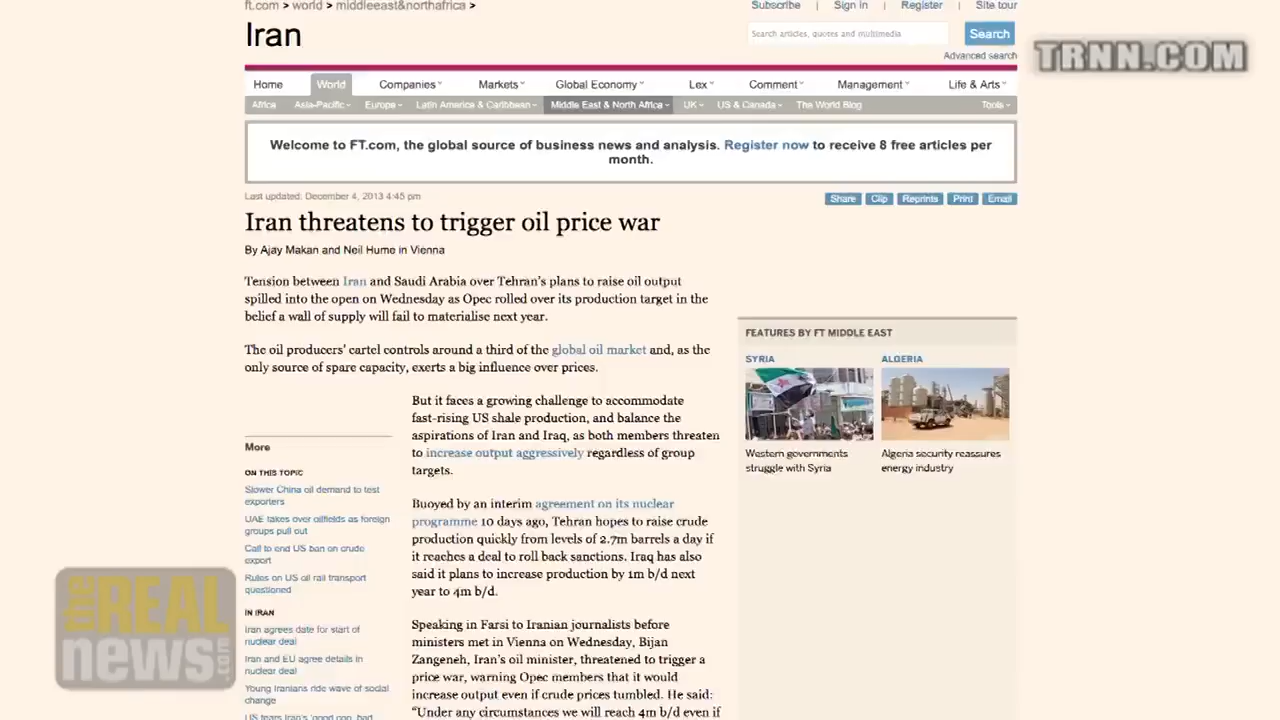 ft.com > world > middleeast&northafrica >
Subscribe | Sign in | Register | Site tour
Iran
Search articles, quotes and multimedia
Search
Advanced search
TRNN.COM
Home World Companies Markets Global Economy Lex Comment Management Life & Arts
Africa Asia-Pacific Europe Latin America & Caribbean Middle East & North Africa UK US & Canada The World Blog Tools
Welcome to FT.com, the global source of business news and analysis. Register now to receive 8 free articles per
month.
Last updated: December 4, 2013 4:45 pm
Share Clip Reprints Print Email
Iran threatens to trigger oil price war
By Ajay Makan and Neil Hume in Vienna
Tension between Iran and Saudi Arabia over Tehran's plans to raise oil output
spilled into the open on Wednesday as Opec rolled over its production target in the
belief a wall of supply will fail to materialise next year.
The oil producers' cartel controls around a third of the global oil market and, as the
only source of spare capacity, exerts a big influence over prices.
But it faces a growing challenge to accommodate
fast-rising US shale production, and balance the
aspirations of Iran and Iraq, as both members threaten
to increase output aggressively regardless of group
targets.
Buoyed by an interim agreement on its nuclear
programme 10 days ago, Tehran hopes to raise crude
production quickly from levels of 2.7m barrels a day if
it reaches a deal to roll back sanctions. Iraq has also
said it plans to increase production by 1m b/d next
year to 4m b/d.
Speaking in Farsi to Iranian journalists before
ministers met in Vienna on Wednesday, Bijan
Zangeneh, Iran's oil minister, threatened to trigger a
price war, warning Opec members that it would
increase output even if crude prices tumbled. He said:
"Under any circumstances we will reach 4m b/d even if
More
ON THIS TOPIC
Slower China oil demand to test
exporters
UAE takes over oilfields as foreign
groups pull out
Call to end US ban on crude
export
Rules on US oil rail transport
questioned
IN IRAN
Iran agrees date for start of
nuclear deal
Iran and EU agree details in
nuclear deal
Young Iranians ride wave of social
change
US fears Iran's 'good cop, bad
FEATURES BY FT MIDDLE EAST
SYRIA
Western governments
struggle with Syria
ALGERIA
Algeria security reassures
energy industry
the REAL
news.com